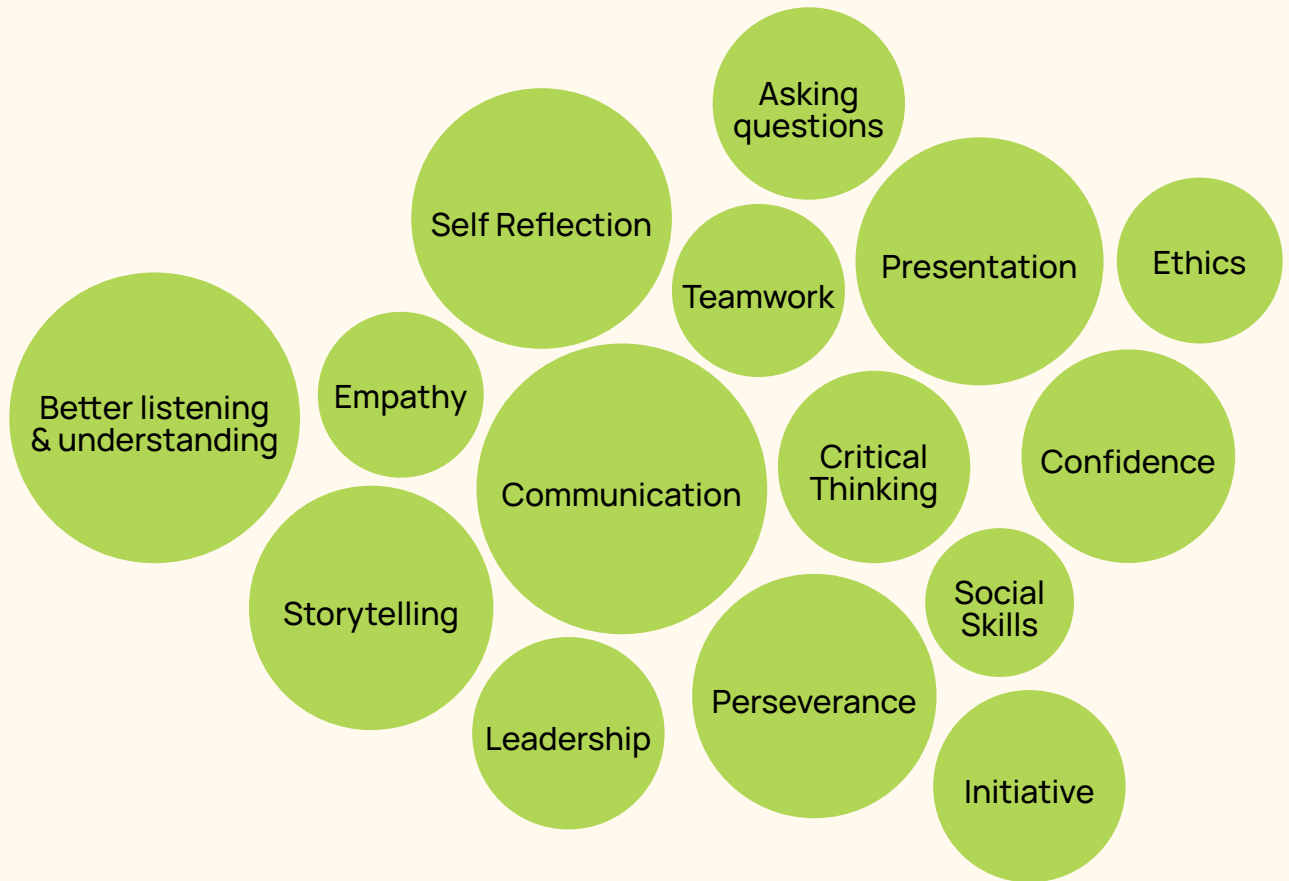 Asking
questions
Self Reflection
Presentation
Ethics
Teamwork
Better listening
& understanding
Empathy
Communication
Critical
Thinking
Confidence
Storytelling
Social
Skills
Perseverance
Leadership
Initiative